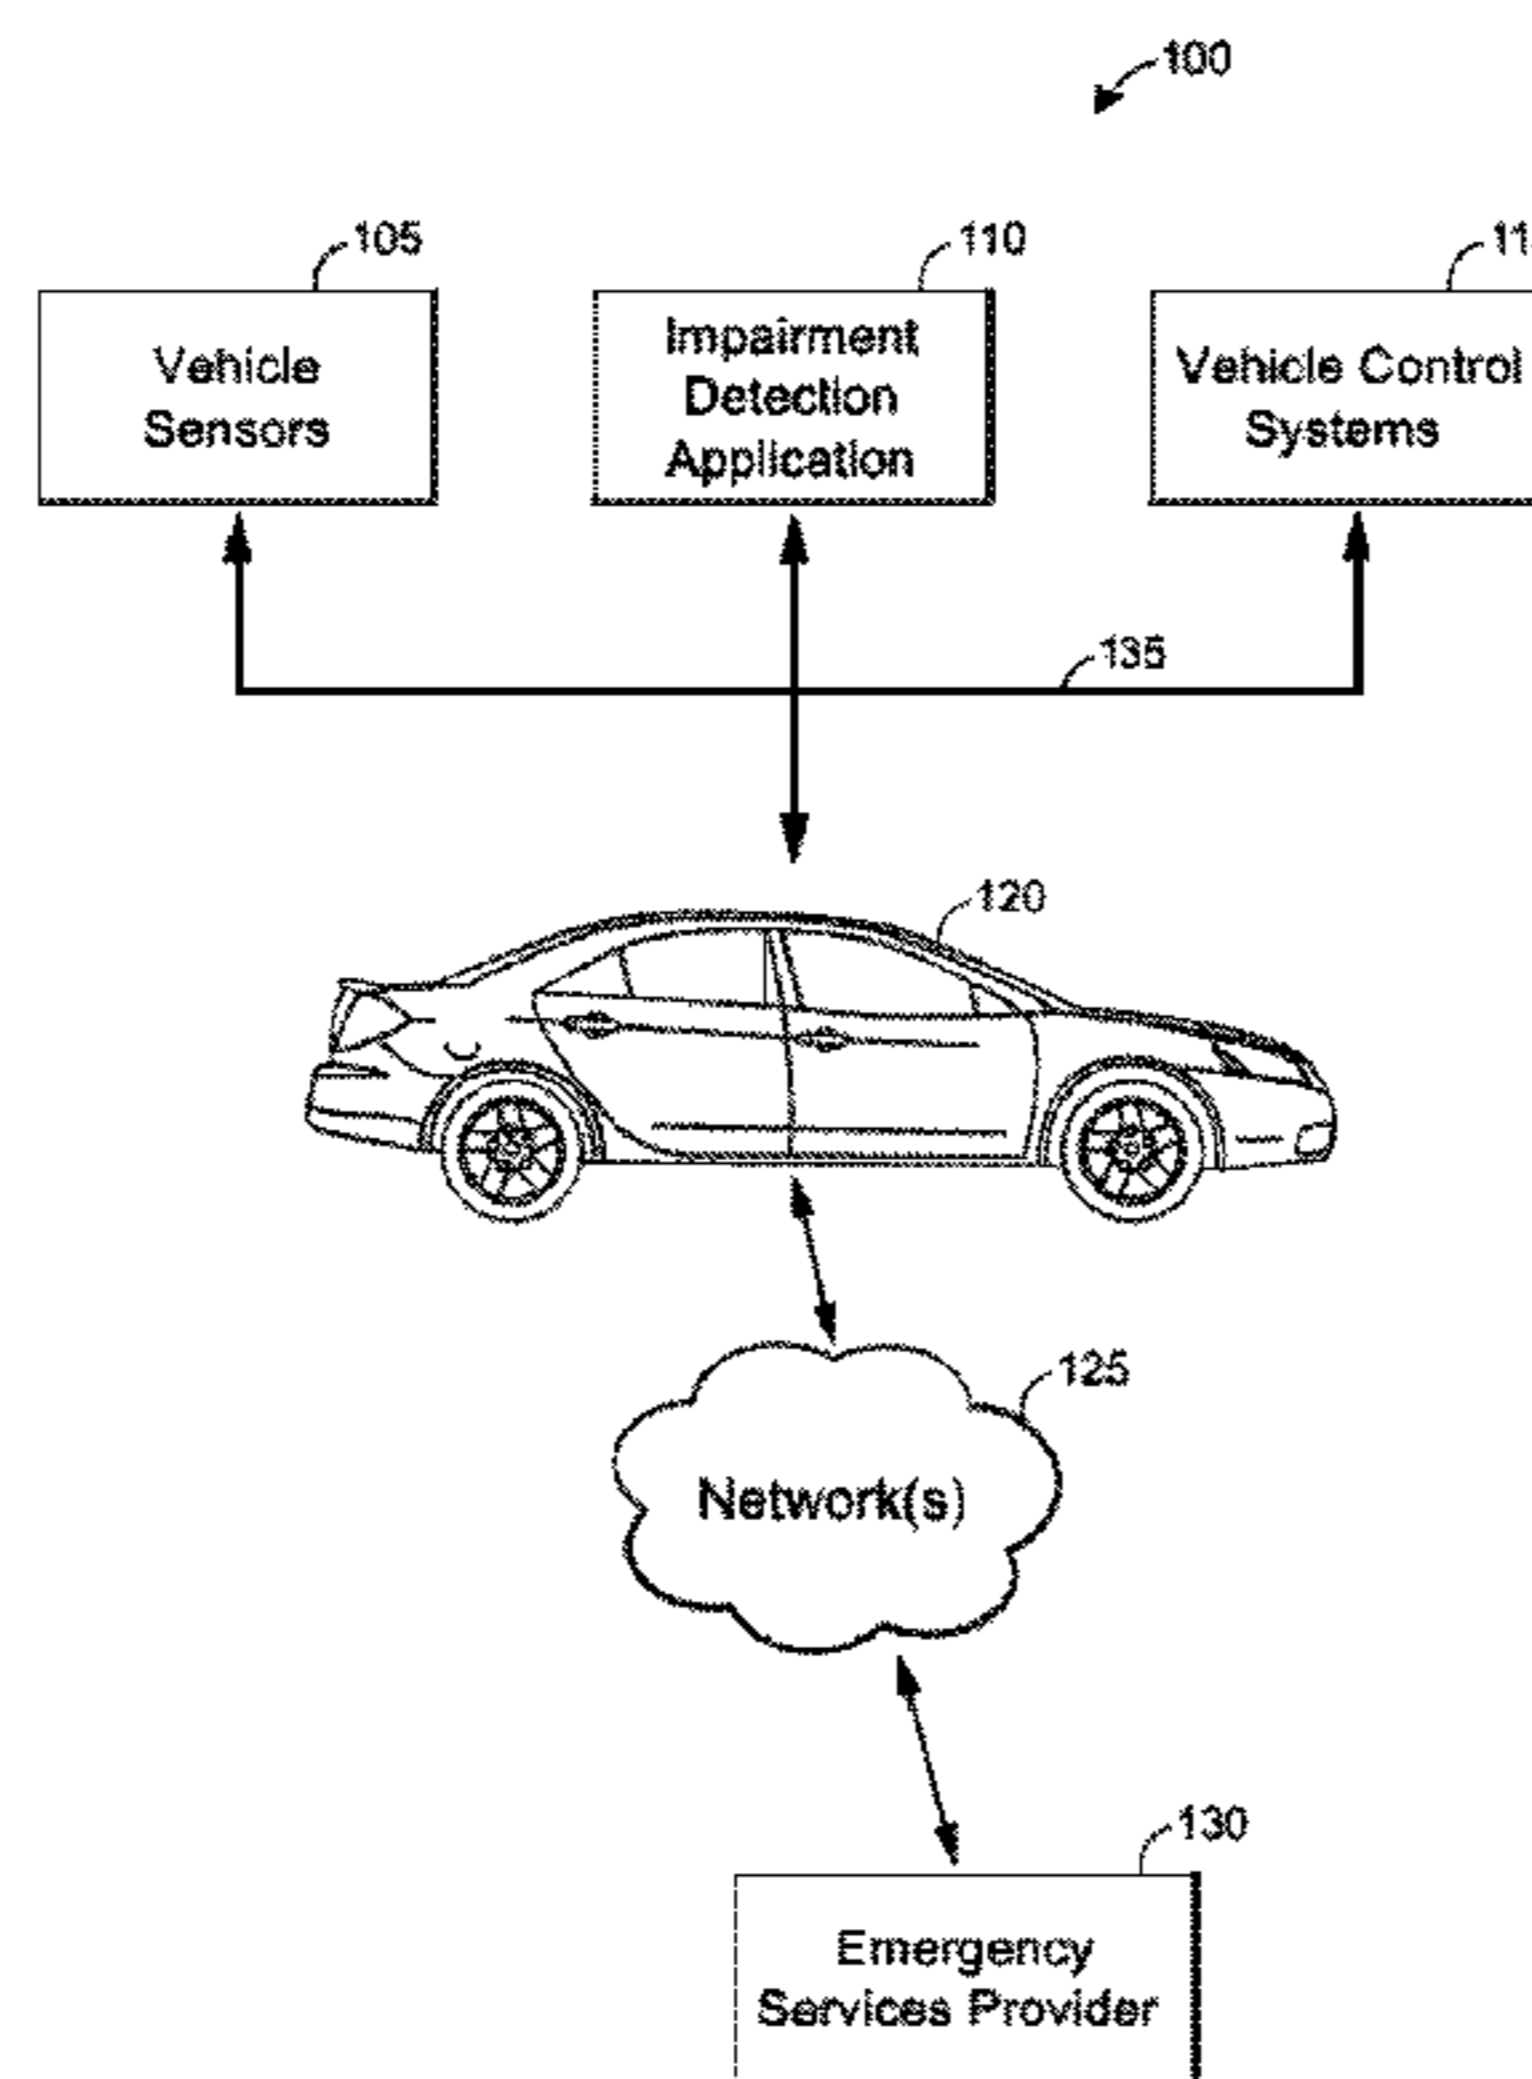 100
105
110
Vehicle
Sensors
Impairment
Detection
Application
Vehicle Control
Systems
135
120
125
Network(s)
130
Emergency
Services Provider